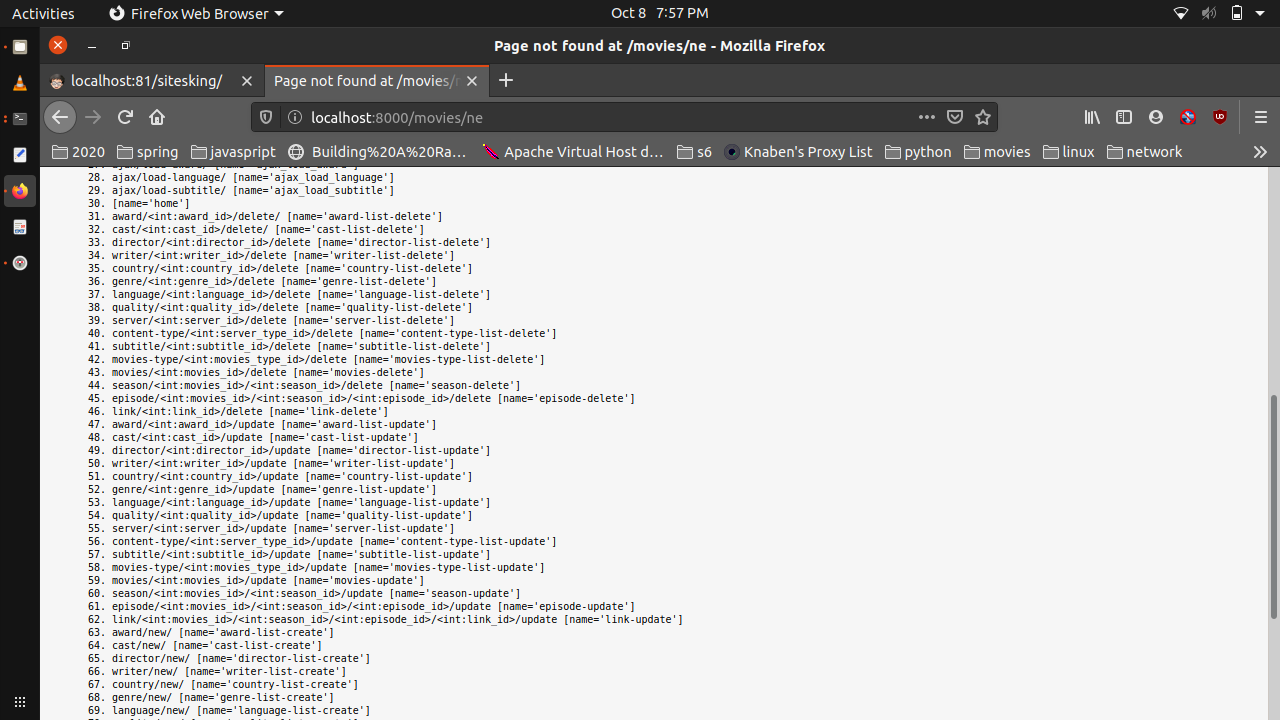 Activities
Firefox Web Browser
Oct 8 7:57 PM
Page not found at /movies/ne - Mozilla Firefox
localhost:81/sitesking/
Page not found at /movies/n
localhost:8000/movies/ne
2020
spring
javascript
Building%20A%20Ra…
Apache Virtual Host d…
s6
Knaben's Proxy List
python
movies
linux
network
28. ajax/load-language/ [name='ajax_load_language']
29. ajax/load-subtitle/ [name='ajax_load_subtitle']
30. [name='home']
31. award/<int:award_id>/delete/ [name='award-list-delete']
32. cast/<int:cast_id>/delete/ [name='cast-list-delete']
33. director/<int:director_id>/delete [name='director-list-delete']
34. writer/<int:writer_id>/delete [name='writer-list-delete']
35. country/<int:country_id>/delete [name='country-list-delete']
36. genre/<int:genre_id>/delete [name='genre-list-delete']
37. language/<int:language_id>/delete [name='language-list-delete']
38. quality/<int:quality_id>/delete [name='quality-list-delete']
39. server/<int:server_id>/delete [name='server-list-delete']
40. content-type/<int:server_type_id>/delete [name='content-type-list-delete']
41. subtitle/<int:subtitle_id>/delete [name='subtitle-list-delete']
42. movies-type/<int:movies_type_id>/delete [name='movies-type-list-delete']
43. movies/<int:movies_id>/delete [name='movies-delete']
44. season/<int:movies_id>/<int:season_id>/delete [name='season-delete']
45. episode/<int:movies_id>/<int:season_id>/<int:episode_id>/delete [name='episode-delete']
46. link/<int:link_id>/delete [name='link-delete']
47. award/<int:award_id>/update [name='award-list-update']
48. cast/<int:cast_id>/update [name='cast-list-update']
49. director/<int:director_id>/update [name='director-list-update']
50. writer/<int:writer_id>/update [name='writer-list-update']
51. country/<int:country_id>/update [name='country-list-update']
52. genre/<int:genre_id>/update [name='genre-list-update']
53. language/<int:language_id>/update [name='language-list-update']
54. quality/<int:quality_id>/update [name='quality-list-update']
55. server/<int:server_id>/update [name='server-list-update']
56. content-type/<int:server_type_id>/update [name='content-type-list-update']
57. subtitle/<int:subtitle_id>/update [name='subtitle-list-update']
58. movies-type/<int:movies_type_id>/update [name='movies-type-list-update']
59. movies/<int:movies_id>/update [name='movies-update']
60. season/<int:movies_id>/<int:season_id>/update [name='season-update']
61. episode/<int:movies_id>/<int:season_id>/<int:episode_id>/update [name='episode-update']
62. link/<int:movies_id>/<int:season_id>/<int:episode_id>/<int:link_id>/update [name='link-update']
63. award/new/ [name='award-list-create']
64. cast/new/ [name='cast-list-create']
65. director/new/ [name='director-list-create']
66. writer/new/ [name='writer-list-create']
67. country/new/ [name='country-list-create']
68. genre/new/ [name='genre-list-create']
69. language/new/ [name='language-list-create']